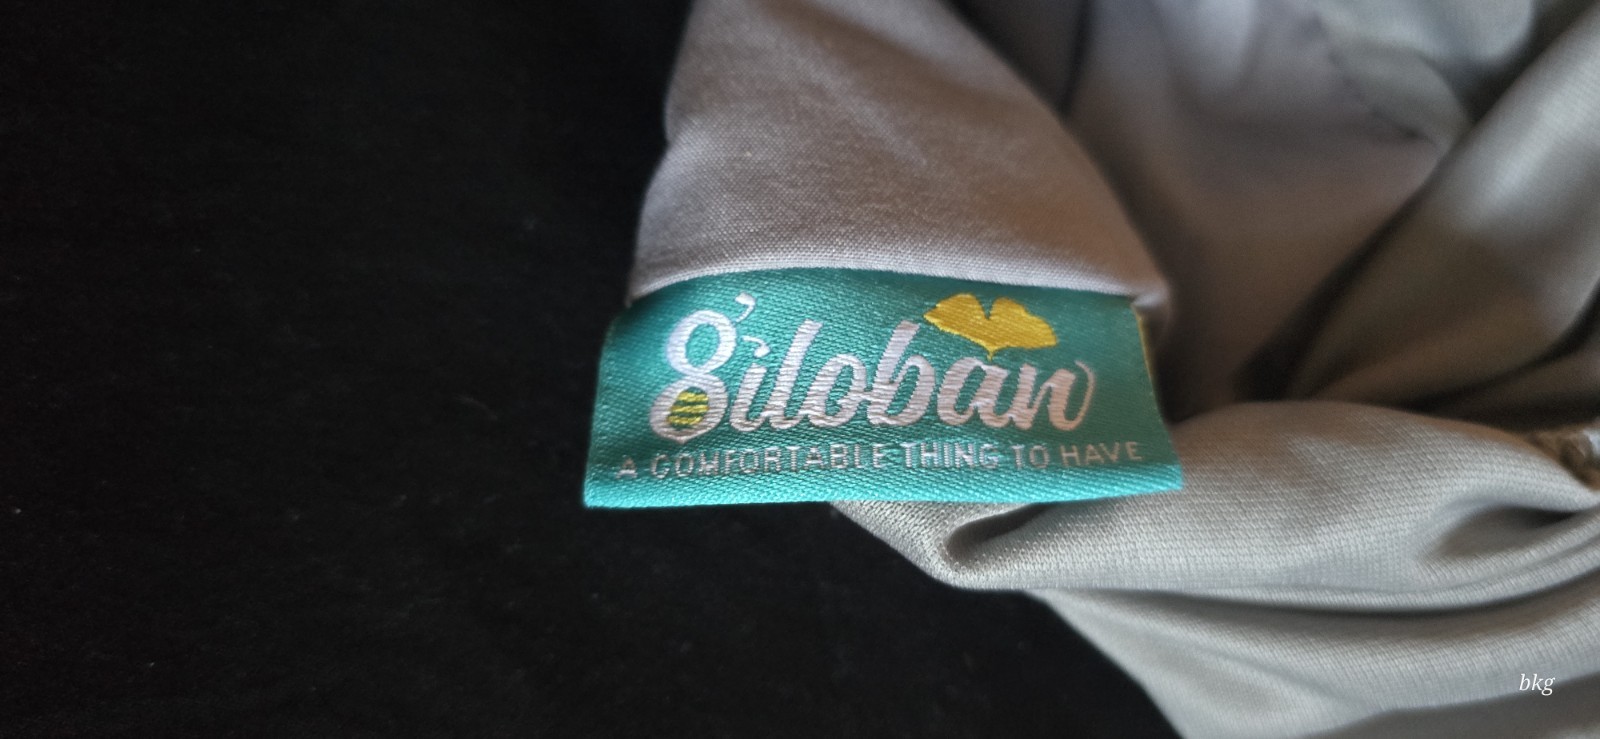 giloban
A COMFORTABLE THING TO HAVE
bkg